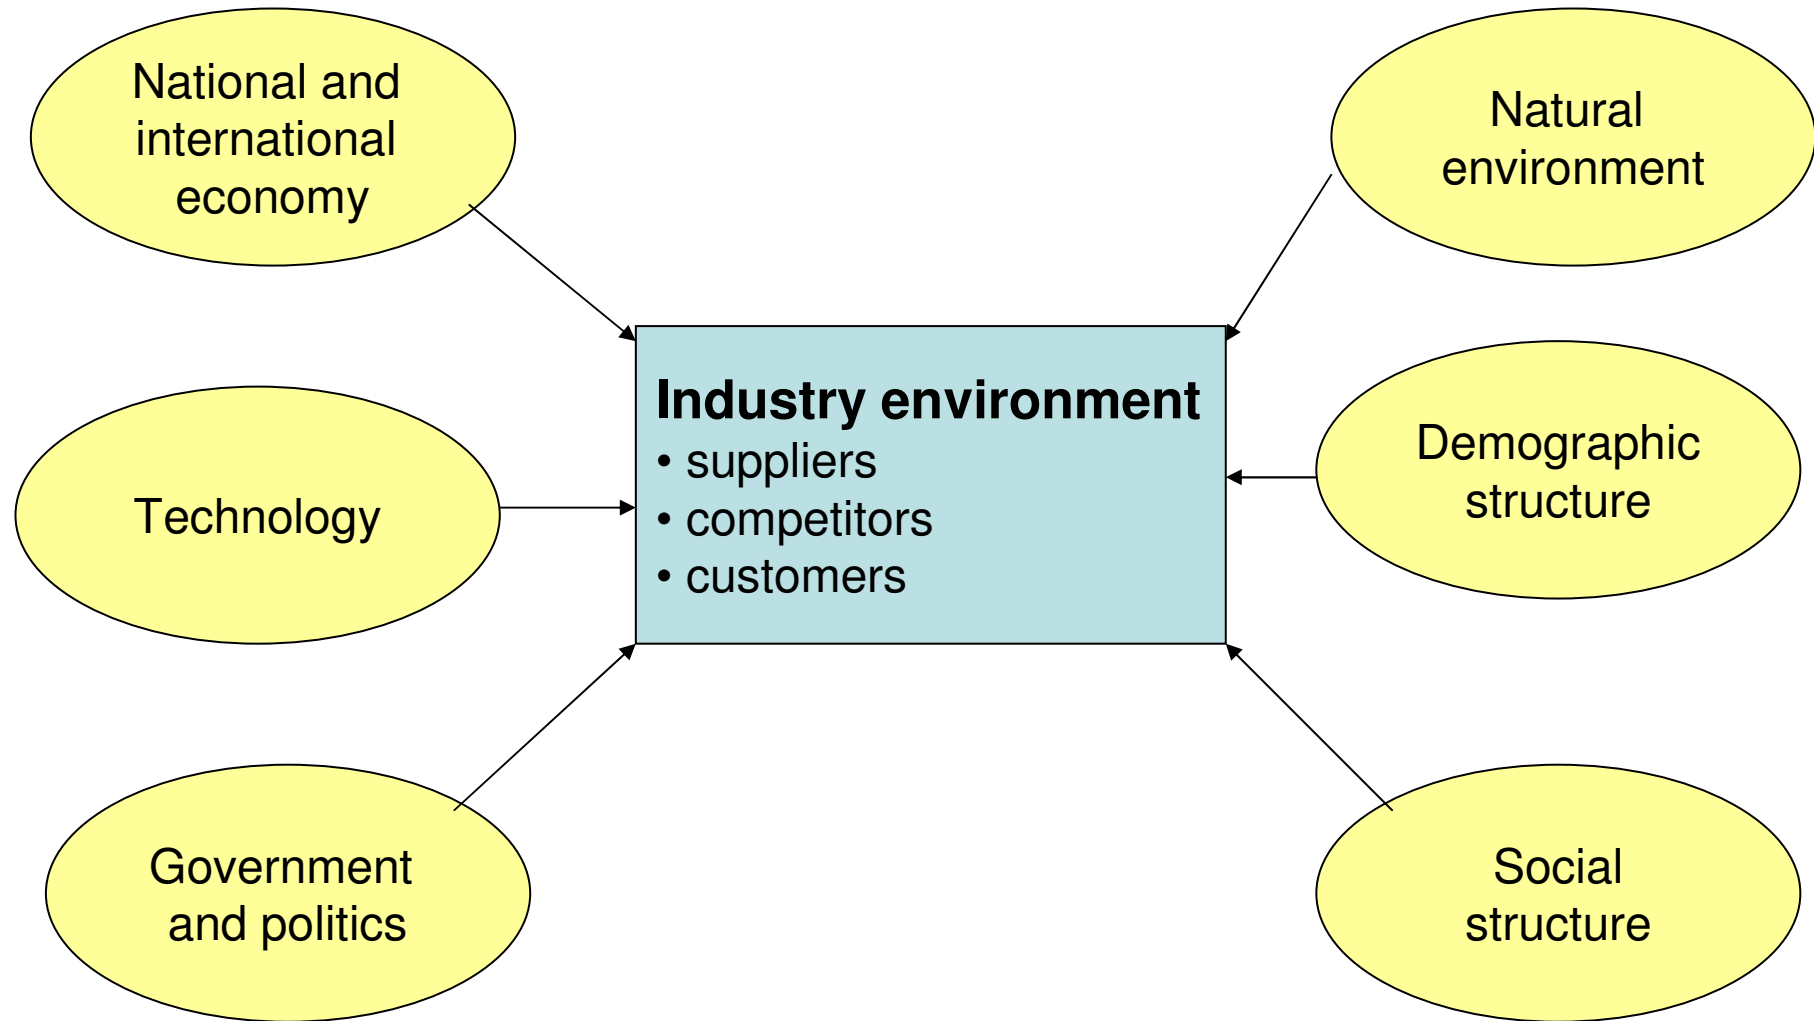 National and
international
economy
Natural
environment
Industry environment
• suppliers
• competitors
• customers
Technology
Demographic
structure
Government
and politics
Social
structure